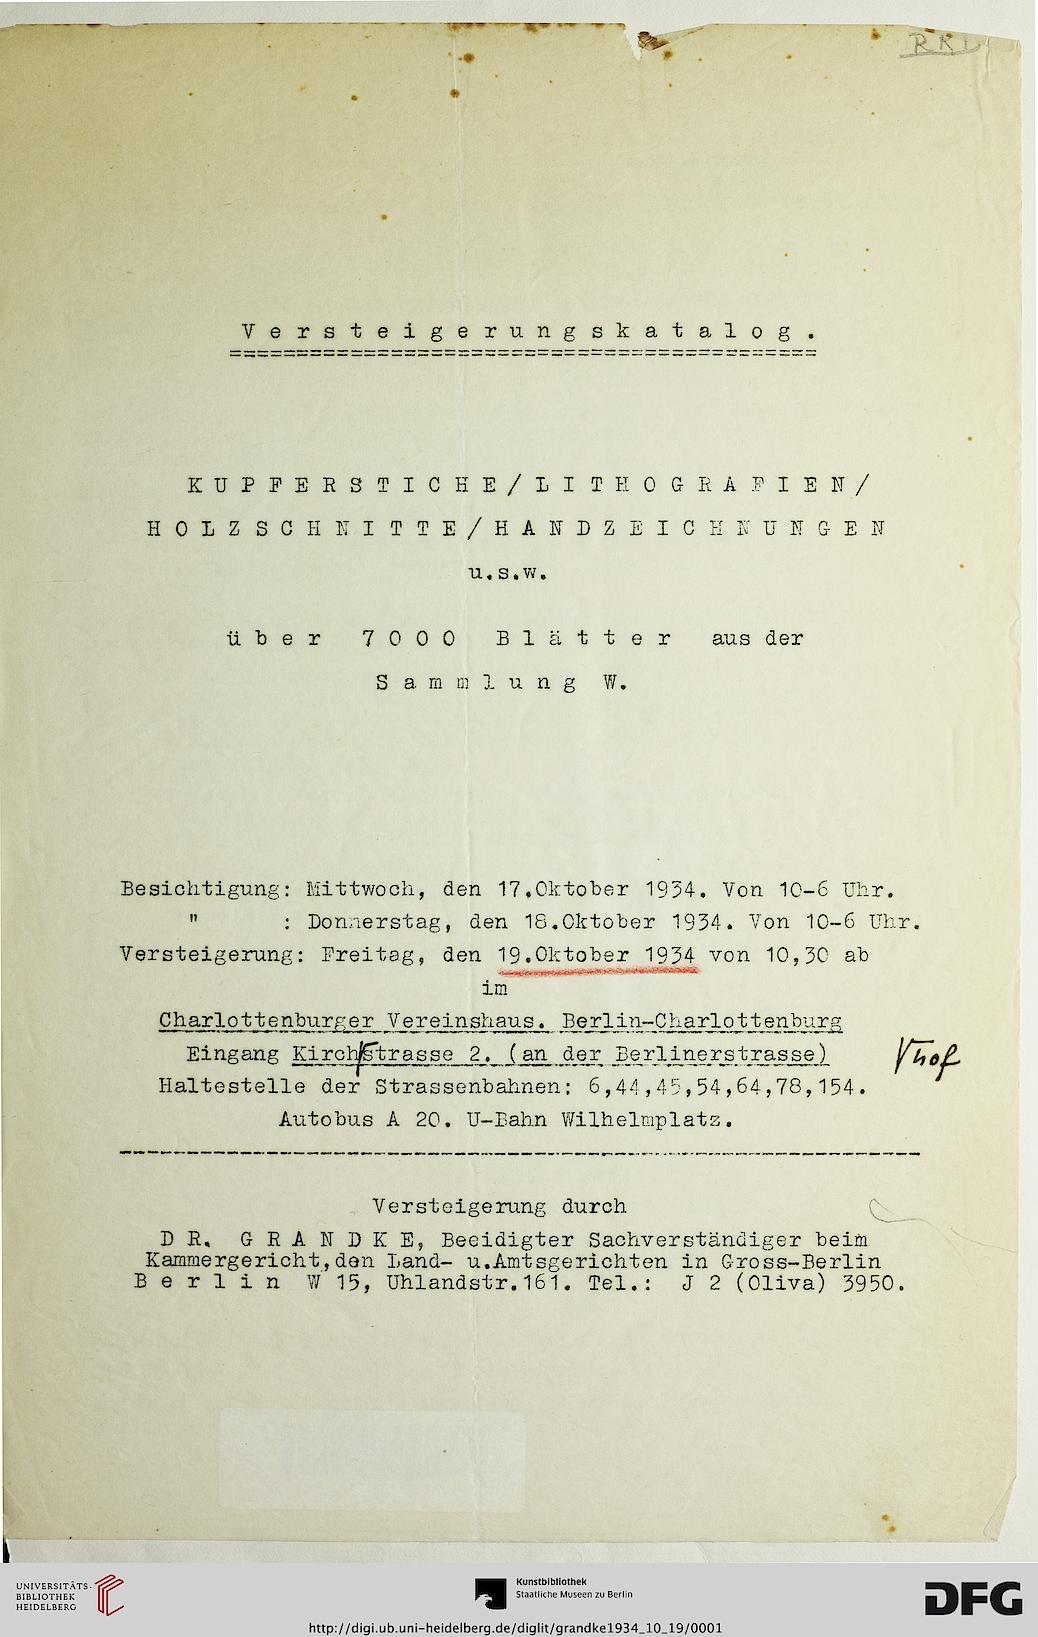 V e r s t e i g e r u n g s k a t a l o g .
K U P F E R S T I C H E / L I T H O G R A F I E N /
H O L Z S C H N I T T E / H A N D Z E I C H N U N G E N
u.s.w.
ü b e r 7 0 0 0 B l ä t t e r aus der
S a m m l u n g W.
Besichtigung: Mittwoch, den 17.Oktober 1934. Von 10-6 Uhr.
" : Donnerstag, den 18.Oktober 1934. Von 10-6 Uhr.
Versteigerung: Freitag, den 19.Oktober 1934 von 10,30 ab
im
Charlottenburger Vereinshaus. Berlin-Charlottenburg
Eingang Kirchstrasse 2. (an der Berlinerstrasse) hof
Haltestelle der Strassenbahnen: 6,44,45,54,64,78,154.
Autobus A 20. U-Bahn Wilhelmplatz.
Versteigerung durch
D R. G R A N D K E, Beeidigter Sachverständiger beim
Kammergericht,den Land- u.Amtsgerichten in Gross-Berlin
B e r l i n W 15, Uhlandstr.161. Tel.: J 2 (Oliva) 3950.
UNIVERSITÄTS-
BIBLIOTHEK
HEIDELBERG
Kunstbibliothek
Staatliche Museen zu Berlin
DFG
http://digi.ub.uni-heidelberg.de/diglit/grandke1934_10_19/0001